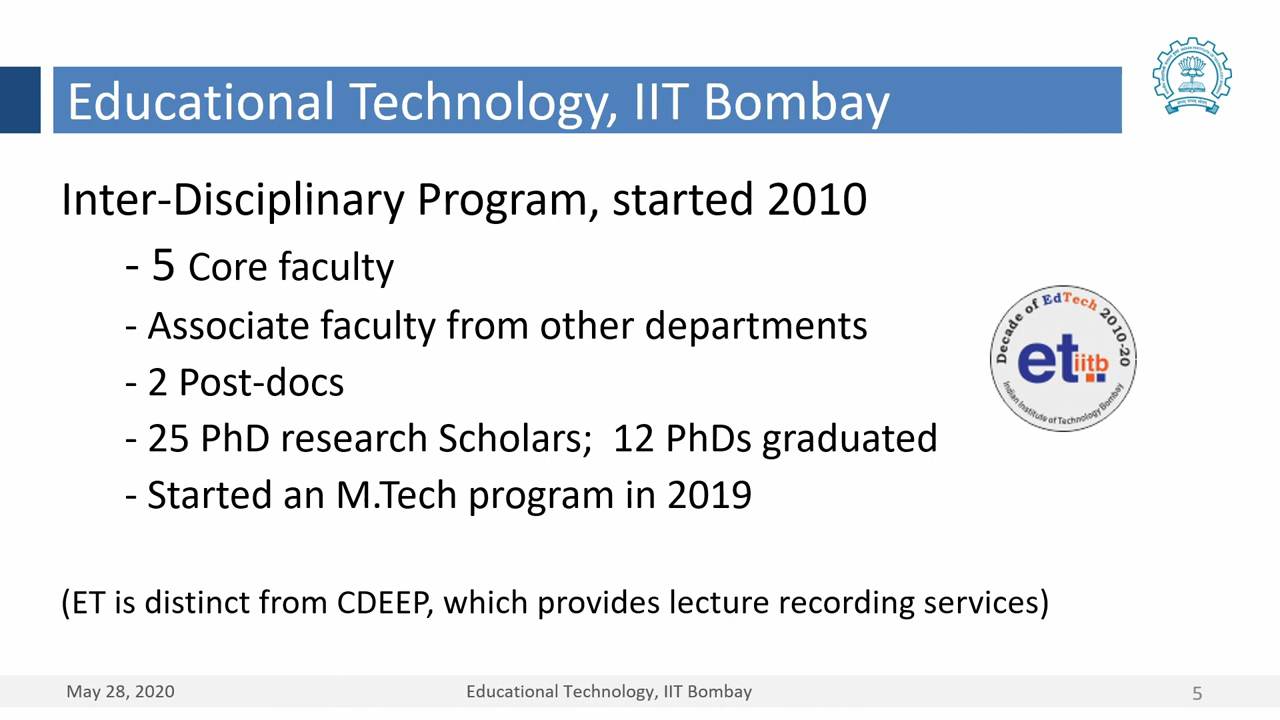 Educational Technology, IIT Bombay
Inter-Disciplinary Program, started 2010
- 5 Core faculty
- Associate faculty from other departments
- 2 Post-docs
- 25 PhD research Scholars;  12 PhDs graduated
- Started an M.Tech program in 2019
Decade of EdTech 2010-20
et iitb
Indian Institute of Technology Bombay
(ET is distinct from CDEEP, which provides lecture recording services)
May 28, 2020
Educational Technology, IIT Bombay
5